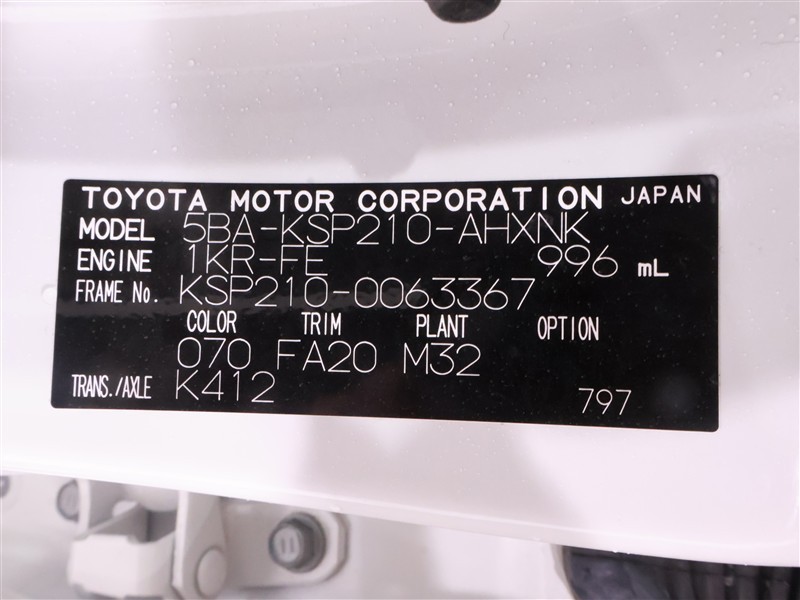 TOYOTA MOTOR CORPORATION JAPAN
MODEL 5BA-KSP210-AHXNK
ENGINE 1KR-FE 996 mL
FRAME No. KSP210-0063367
COLOR TRIM PLANT OPTION
070 FA20 M32
TRANS./AXLE K412
797